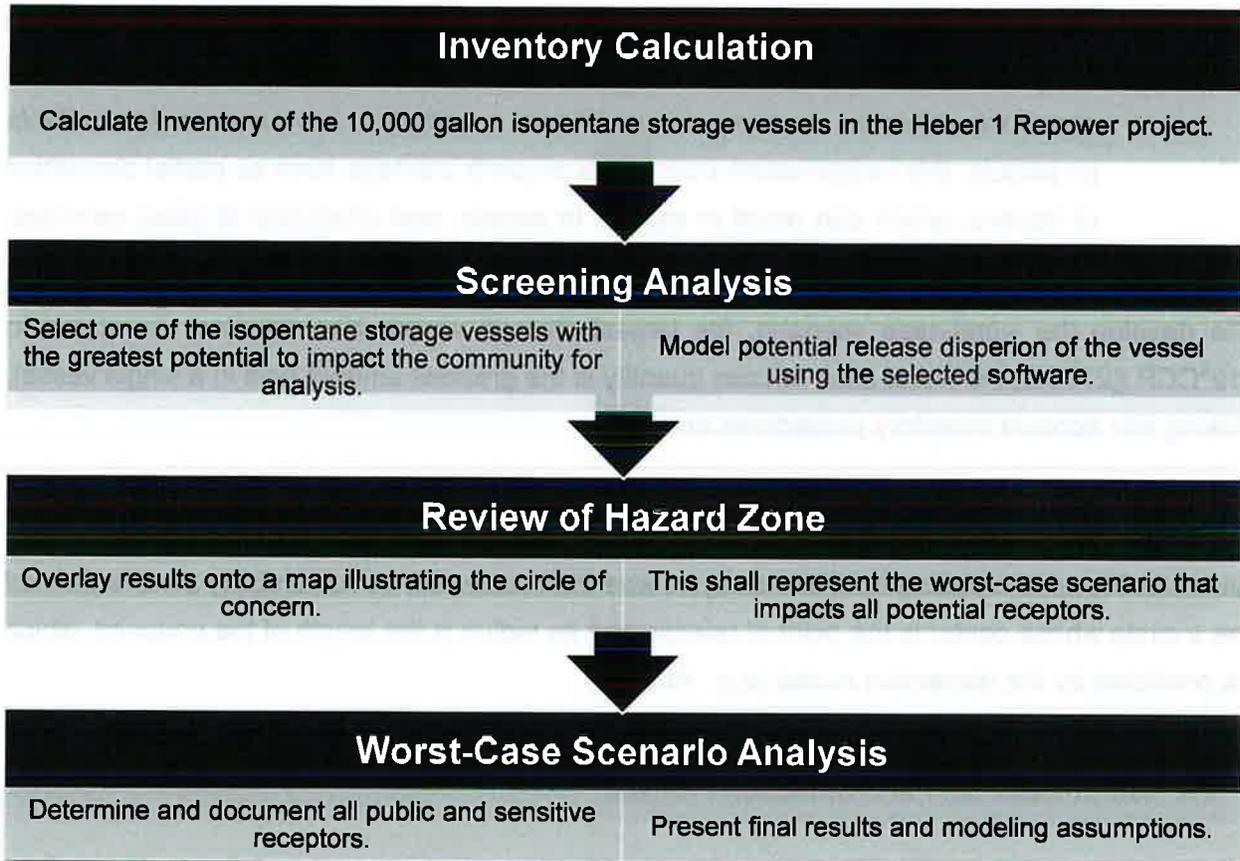 Inventory Calculation
Calculate Inventory of the 10,000 gallon isopentane storage vessels in the Heber 1 Repower project.
Screening Analysis
Select one of the isopentane storage vessels with
the greatest potential to impact the community for
analysis.
Model potential release disperion of the vessel
using the selected software.
Review of Hazard Zone
Overlay results onto a map illustrating the circle of
concern.
This shall represent the worst-case scenario that
impacts all potential receptors.
Worst-Case Scenario Analysis
Determine and document all public and sensitive
receptors.
Present final results and modeling assumptions.